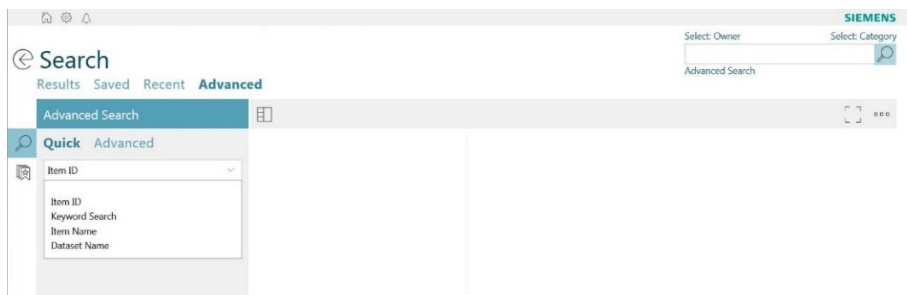 SIEMENS
Select: Owner Select: Category
Search
Advanced Search
Results Saved Recent Advanced
Advanced Search
Quick Advanced
Item ID
Item ID
Keyword Search
Item Name
Dataset Name